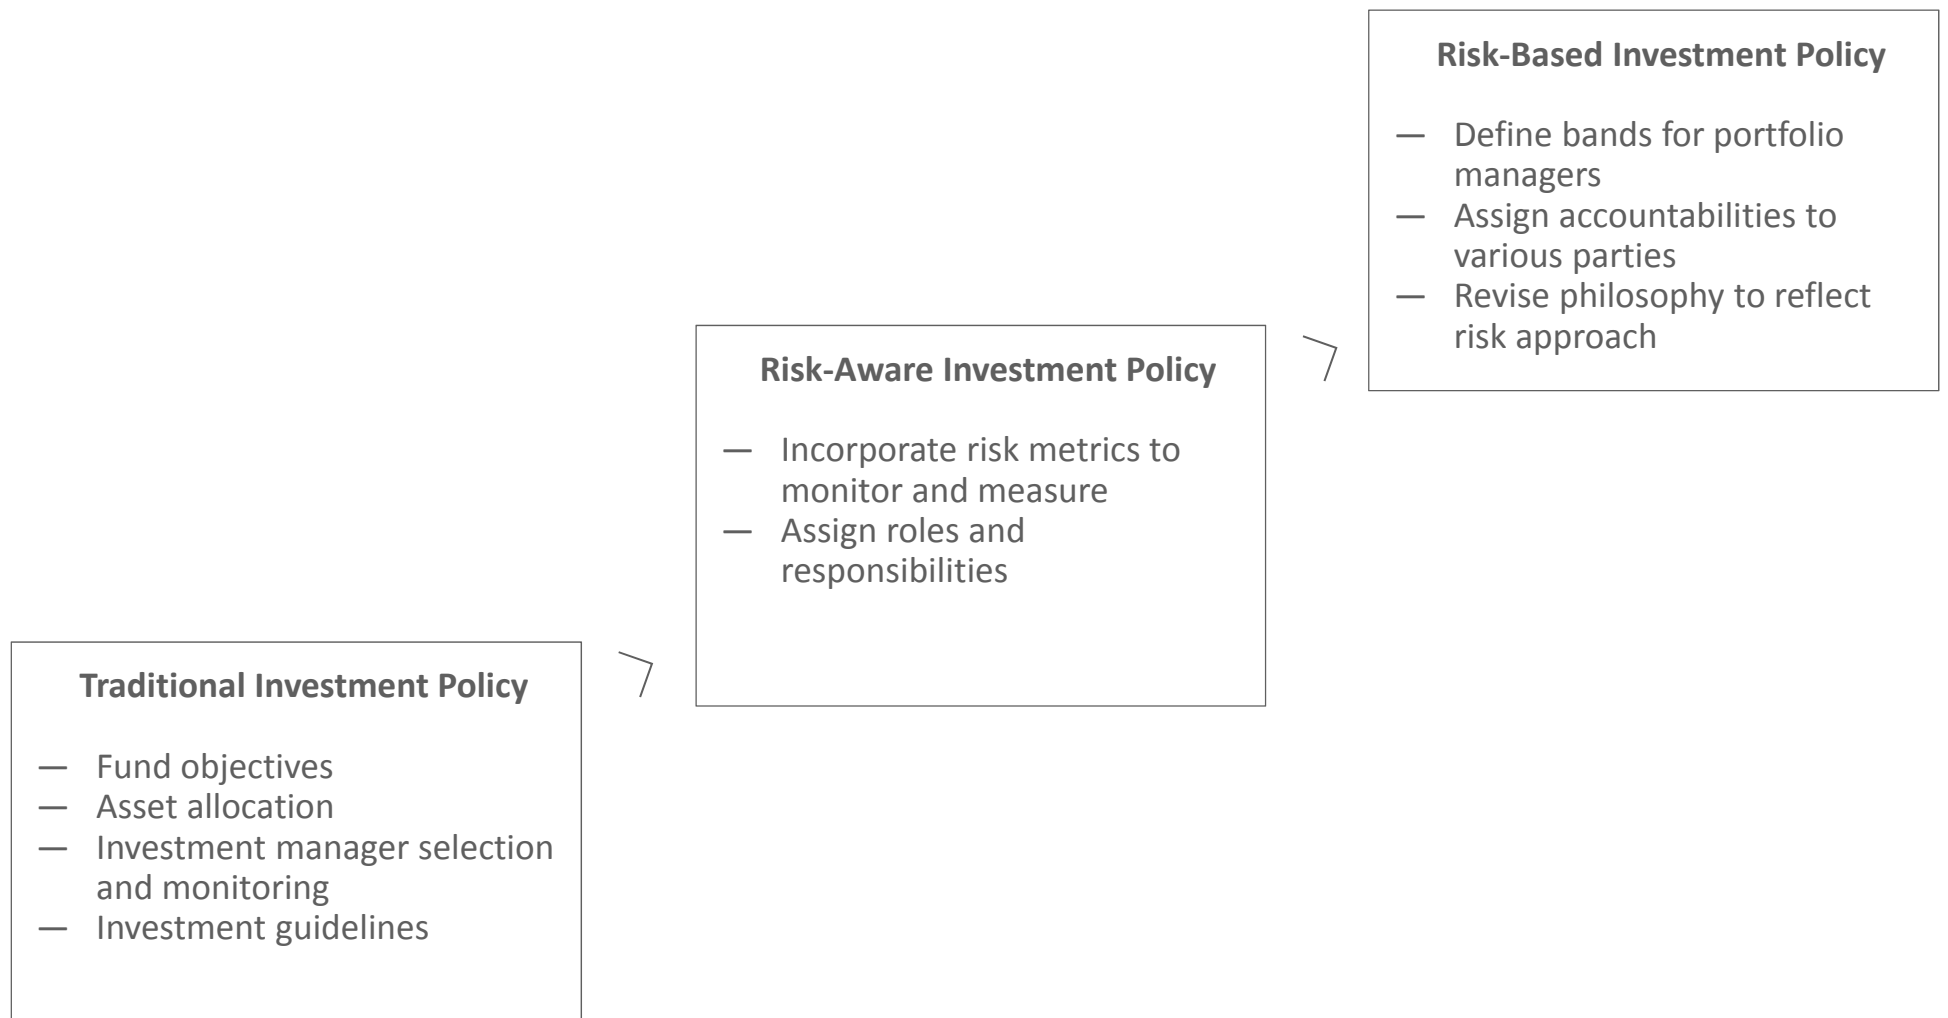 Risk-Based Investment Policy
— Define bands for portfolio
managers
— Assign accountabilities to
various parties
— Revise philosophy to reflect
risk approach
Risk-Aware Investment Policy
— Incorporate risk metrics to
monitor and measure
— Assign roles and
responsibilities
Traditional Investment Policy
— Fund objectives
— Asset allocation
— Investment manager selection
and monitoring
— Investment guidelines